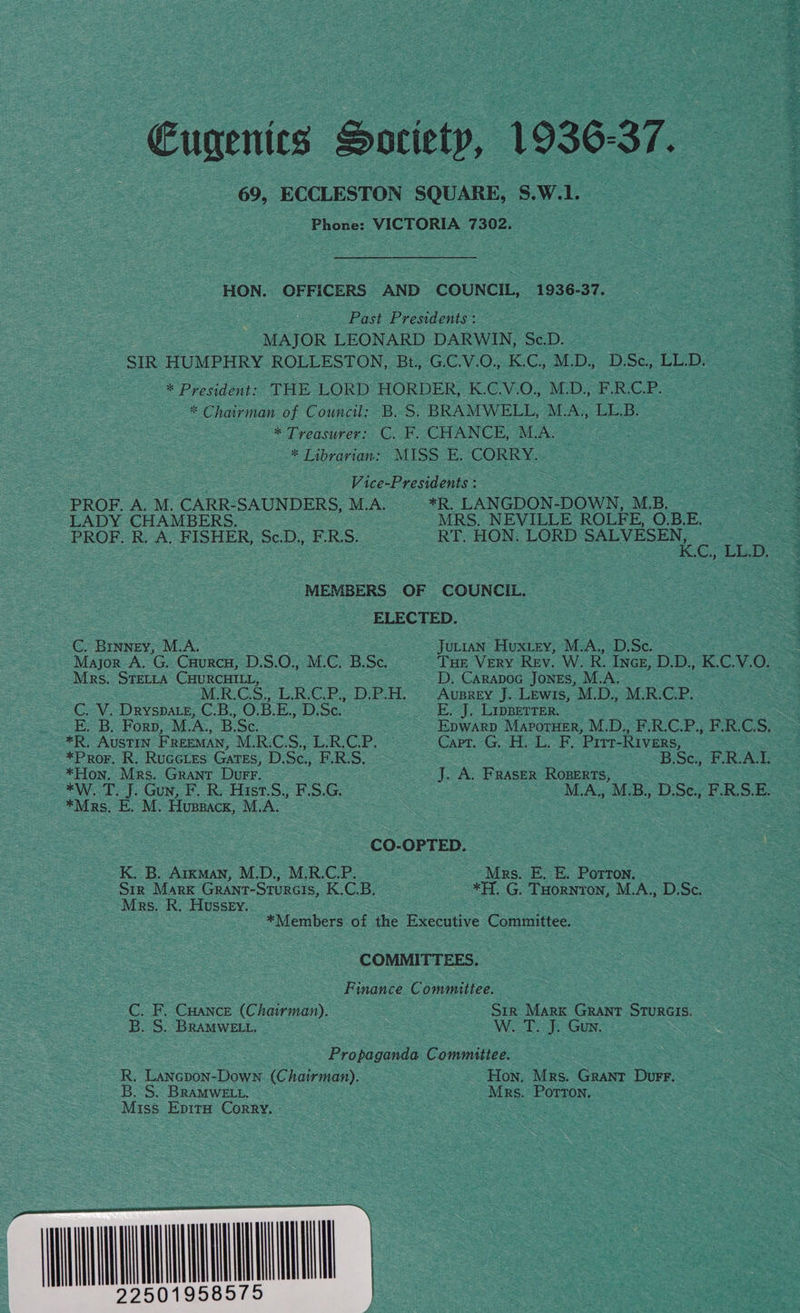 Eugenics Society, 1936-37.
69, ECCLESTON SQUARE, S.W.1.
Phone: VICTORIA 7302.
HON. OFFICERS AND COUNCIL, 1936-37.
Past Presidents :
MAJOR LEONARD DARWIN, Sc.D.
SIR HUMPHRY ROLLESTON, Bt., G.C.V.O., K.C., M.D., D.Sc., LL.D.
* President: THE LORD HORDER, K.C.V.O., M.D., F.R.C.P.
* Chairman of Council: B. S. BRAMWELL, M.A., LL.B.
* Treasurer: C. F. CHANCE, M.A.
* Librarian: MISS E. CORRY.
Vice-Presidents :
PROF. A. M. CARR-SAUNDERS, M.A.
LADY CHAMBERS.
PROF. R. A. FISHER, Sc.D., F.R.S.
*R. LANGDON-DOWN, M.B.
MRS. NEVILLE ROLFE, O.B.E.
RT. HON. LORD SALVESEN,
K.C., LL.D.
MEMBERS OF COUNCIL.
ELECTED.
C. BINNEY, M.A.
MAJOR A. G. CHURCH, D.S.O., M.C. B.Sc.
MRS. STELLA CHURCHILL,
M.R.C.S., L.R.C.P., D.P.H.
C. V. DRYSDALE, C.B., O.B.E., D.Sc.
E. B. FORD, M.A., B.Sc.
*R. AUSTIN FREEMAN, M.R.C.S., L.R.C.P.
*PROF. R. RUGGLES GATES, D.Sc., F.R.S.
*HON. MRS. GRANT DUFF.
*W. T. J. GUN, F. R. HIST.S., F.S.G.
*MRS. E. M. HUBBACK, M.A.
JULIAN HUXLEY, M.A., D.Sc.
THE VERY REV. W. R. INGE, D.D., K.C.V.O.
D. CARADOG JONES, M.A.
AUBREY J. LEWIS, M.D., M.R.C.P.
E. J. LIDBETTER.
EDWARD MAPOTHER, M.D., F.R.C.P., F.R.C.S.
CAPT. G. H. L. F. PITT-RIVERS,
B.Sc., F.R.A.I.
J. A. FRASER ROBERTS,
M.A., M.B., D.Sc., F.R.S.E.
CO-OPTED.
K. B. AIKMAN, M.D., M.R.C.P.
SIR MARK GRANT-STURGIS, K.C.B.
MRS. R. HUSSEY.
MRS. E. E. POTTON.
*H. G. THORNTON, M.A., D.Sc.
*Members of the Executive Committee.
COMMITTEES.
Finance Committee.
C. F. CHANCE (Chairman).
B. S. BRAMWELL.
SIR MARK GRANT STURGIS.
W. T. J. GUN.
Propaganda Committee.
R. LANGDON-DOWN (Chairman).
B. S. BRAMWELL.
MISS EDITH CORRY.
HON. MRS. GRANT DUFF.
MRS. POTTON.
22501958575